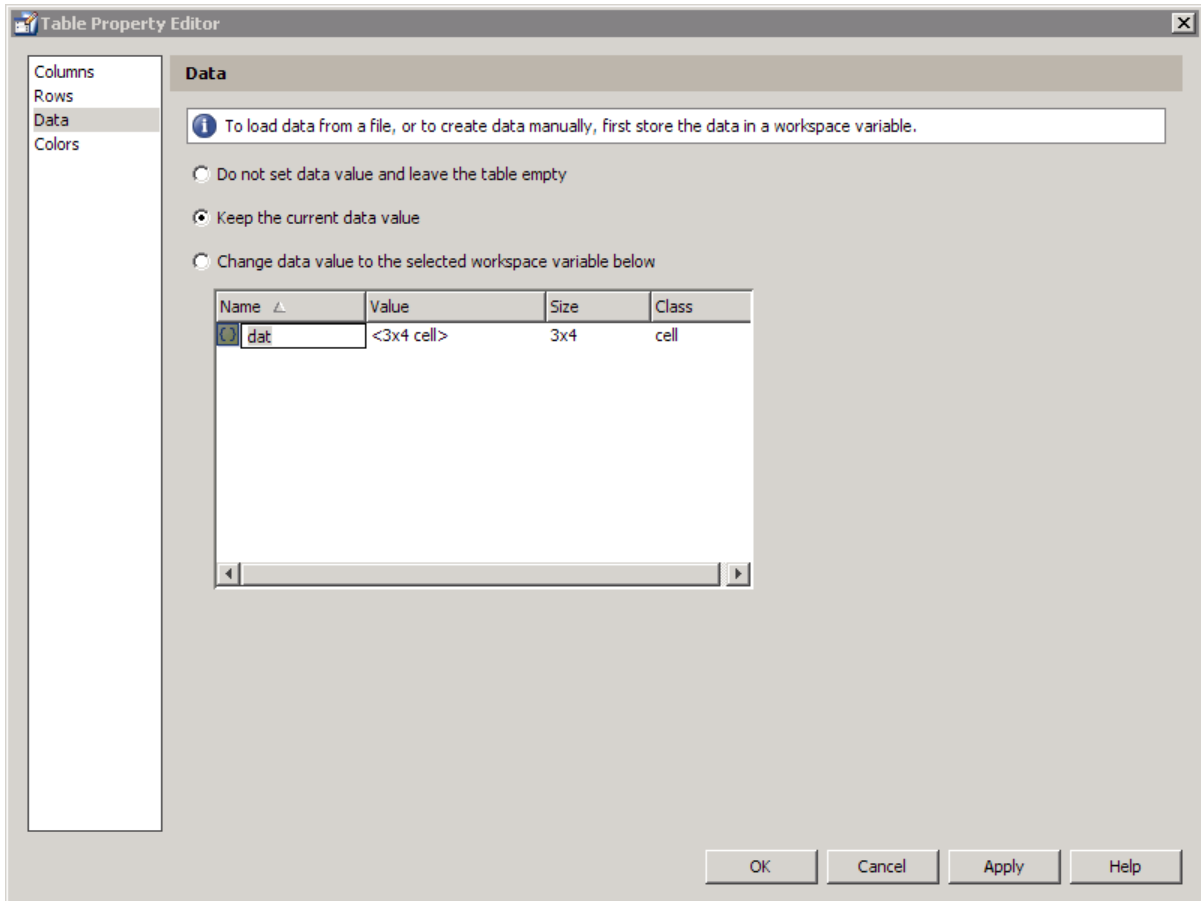 Table Property Editor
Columns
Rows
Data
Colors
Data
To load data from a file, or to create data manually, first store the data in a workspace variable.
Do not set data value and leave the table empty
Keep the current data value
Change data value to the selected workspace variable below
Name Value Size Class
dat <3x4 cell> 3x4 cell
OK Cancel Apply Help